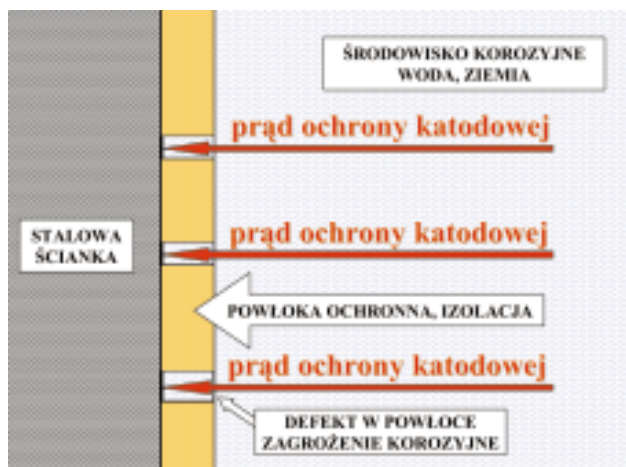 ŚRODOWISKO KOROZYJNE
WODA, ZIEMIA
prąd ochrony katodowej
STALOWA
ŚCIANKA
prąd ochrony katodowej
POWŁOKA OCHRONNA, IZOLACJA
prąd ochrony katodowej
DEFEKT W POWŁOCE
ZAGROŻENIE KOROZYJNE